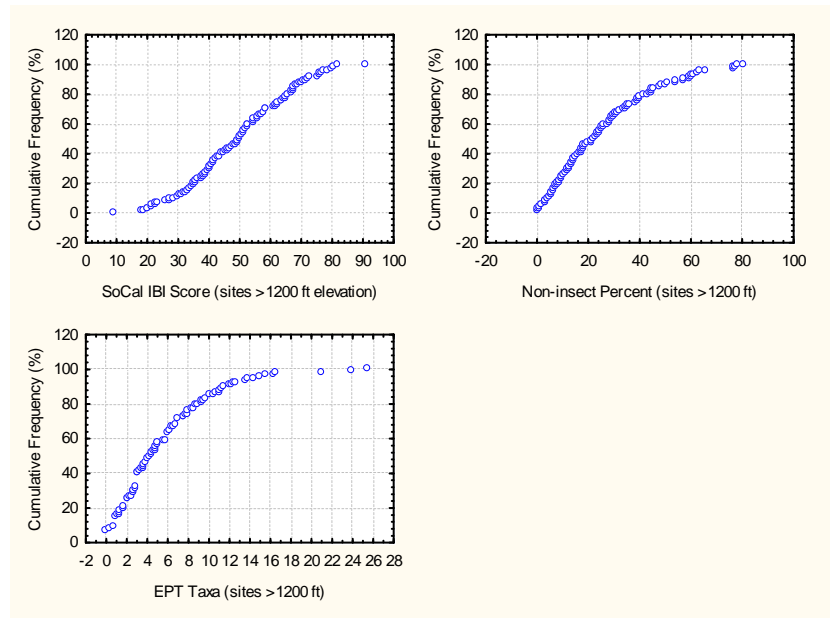 120
100
80
60
40
20
0
-20
Cumulative Frequency (%)
0 10 20 30 40 50 60 70 80 90 100
SoCal IBI Score (sites >1200 ft elevation)
120
100
80
60
40
20
0
-20
Cumulative Frequency (%)
-20 0 20 40 60 80 100
Non-insect Percent (sites >1200 ft)
120
100
80
60
40
20
0
Cumulative Frequency (%)
-2 0 2 4 6 8 10 12 14 16 18 20 22 24 26 28
EPT Taxa (sites >1200 ft)